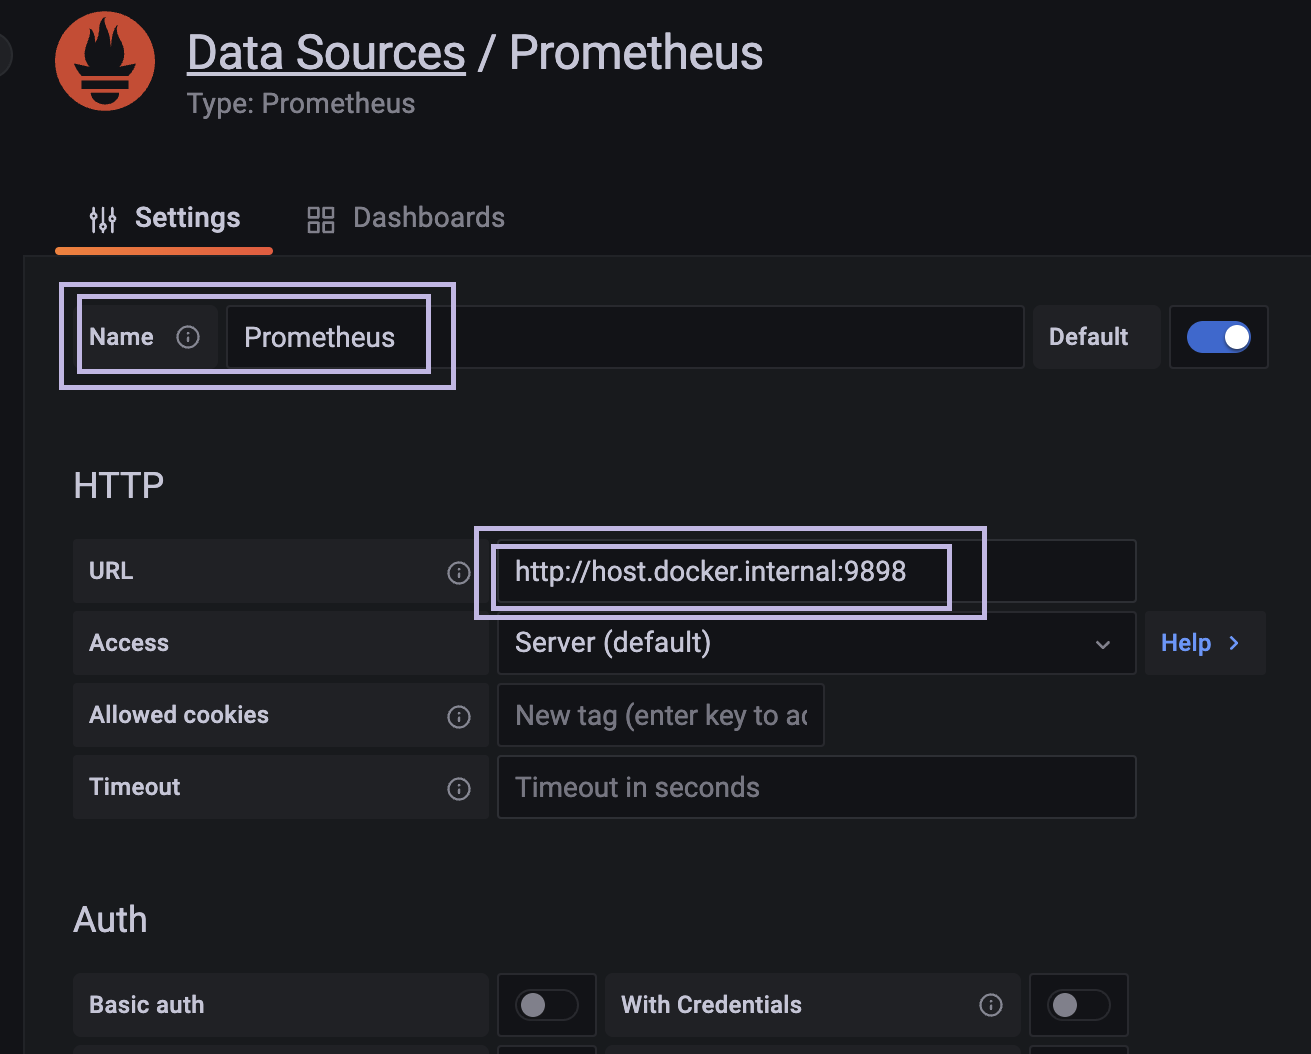 Data Sources / Prometheus
Type: Prometheus
Settings Dashboards
Name Prometheus Default
HTTP
URL http://host.docker.internal:9898
Access Server (default) Help
Allowed cookies New tag (enter key to ad
Timeout Timeout in seconds
Auth
Basic auth With Credentials